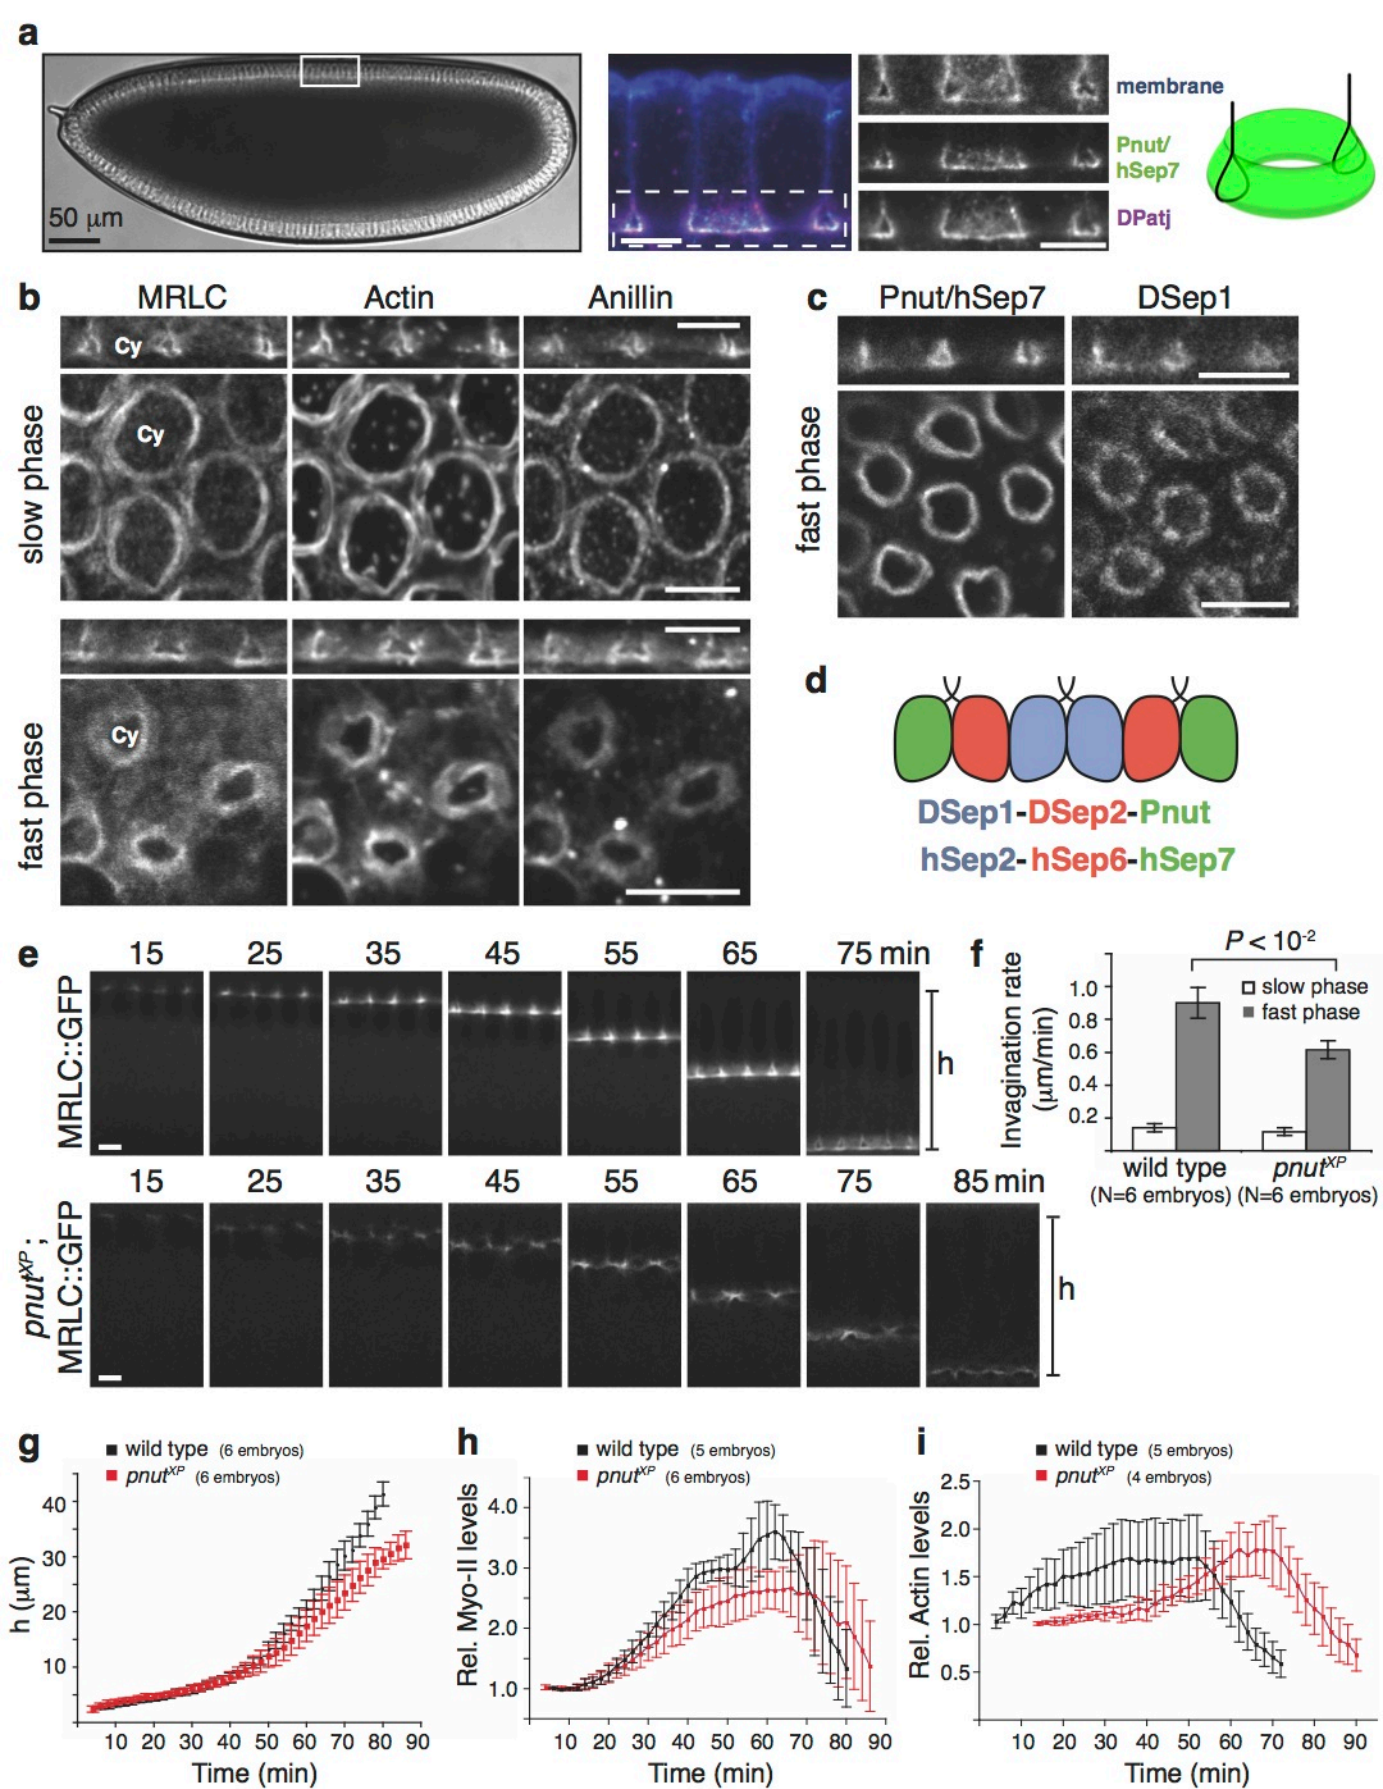 a
50 μm
membrane
Pnut/
hSep7
DPatj
b
MRLC
Actin
Anillin
slow phase
Cy
Cy
fast phase
Cy
c
Pnut/hSep7
DSep1
fast phase
d
DSep1-DSep2-Pnut
hSep2-hSep6-hSep7
e
15 25 35 45 55 65 75 min
MRLC::GFP
h
15 25 35 45 55 65 75 85 min
pnutXP;
MRLC::GFP
h
f
P < 10-2
Invagination rate
(μm/min)
1.0
0.8
0.6
0.4
0.2
slow phase
fast phase
wild type
pnutXP
(N=6 embryos) (N=6 embryos)
g
wild type (6 embryos)
pnutXP (6 embryos)
h (μm)
40
30
20
10
10 20 30 40 50 60 70 80 90
Time (min)
h
wild type (5 embryos)
pnutXP (6 embryos)
Rel. Myo-II levels
4.0
3.0
2.0
1.0
10 20 30 40 50 60 70 80 90
Time (min)
i
wild type (5 embryos)
pnutXP (4 embryos)
Rel. Actin levels
2.5
2.0
1.5
1.0
0.5
10 20 30 40 50 60 70 80 90
Time (min)